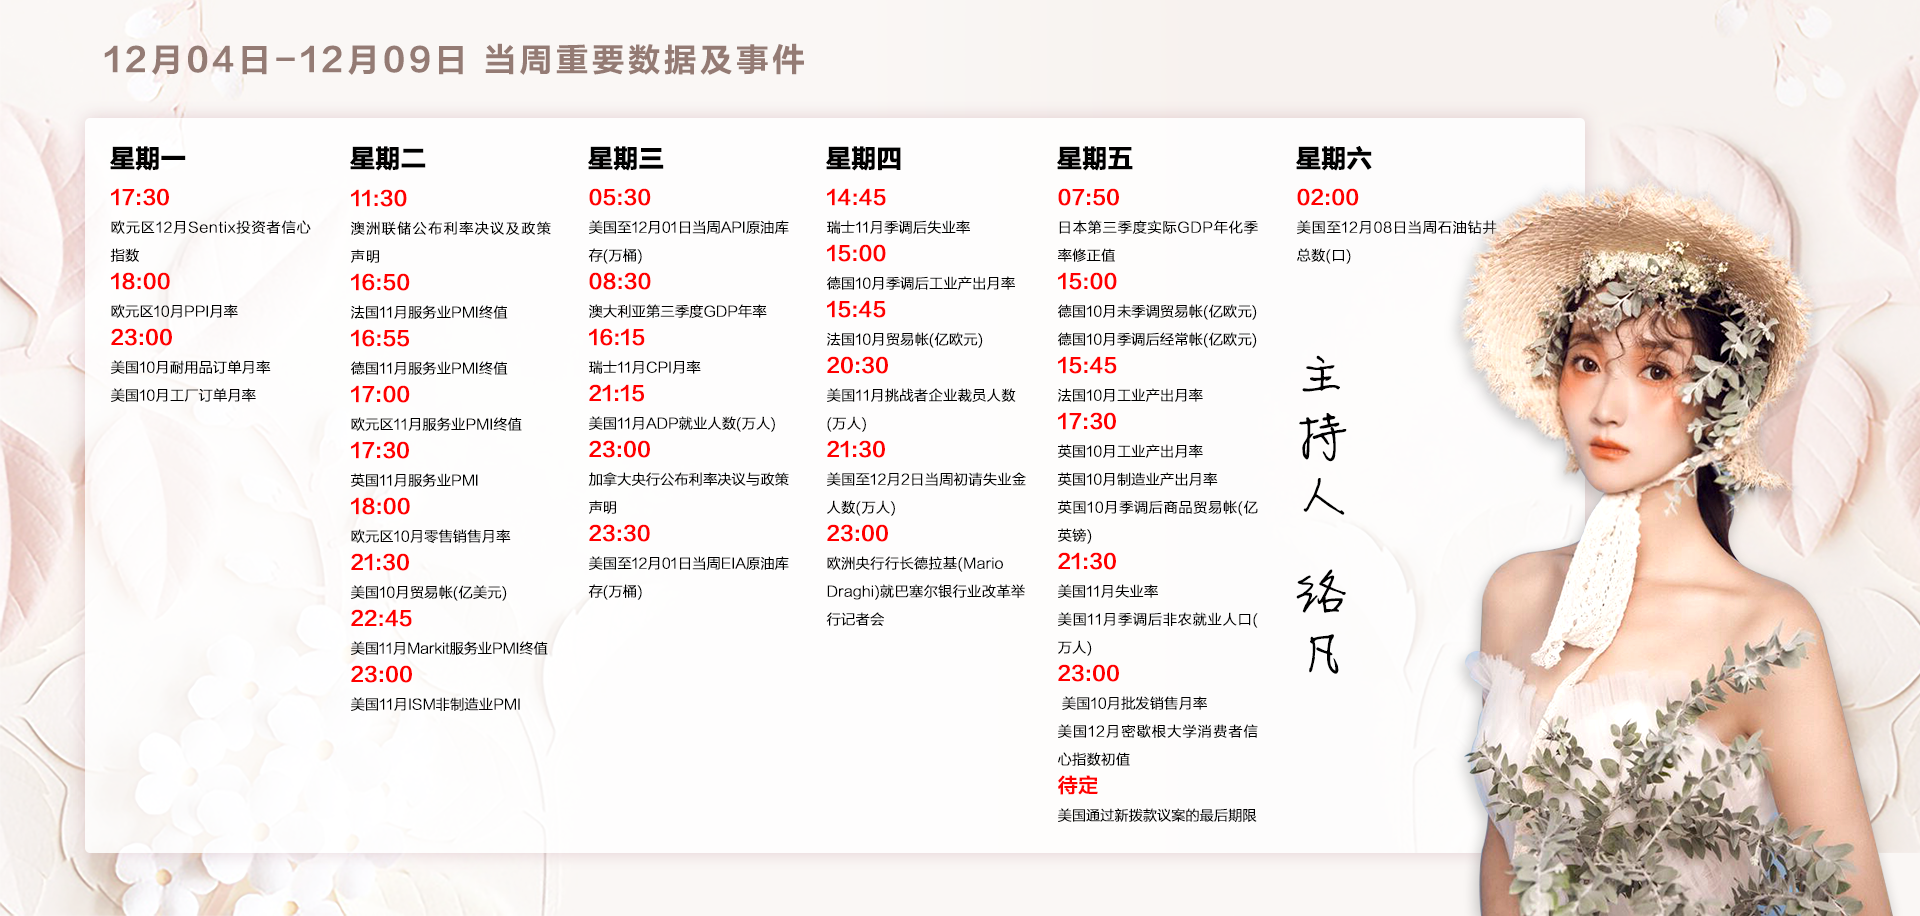 12月04日-12月09日 当周重要数据及事件
星期一
17:30
欧元区12月Sentix投资者信心
指数
18:00
欧元区10月PPI月率
23:00
美国10月耐用品订单月率
美国10月工厂订单月率
星期二
11:30
澳洲联储公布利率决议及政策
声明
16:50
法国11月服务业PMI终值
16:55
德国11月服务业PMI终值
17:00
欧元区11月服务业PMI终值
17:30
英国11月服务业PMI
18:00
欧元区10月零售销售月率
21:30
美国10月贸易帐(亿美元)
22:45
美国11月Markit服务业PMI终值
23:00
美国11月ISM非制造业PMI
星期三
05:30
美国至12月01日当周API原油库
存(万桶)
08:30
澳大利亚第三季度GDP年率
16:15
瑞士11月CPI月率
21:15
美国11月ADP就业人数(万人)
23:00
加拿大央行公布利率决议与政策
声明
23:30
美国至12月01日当周EIA原油库
存(万桶)
星期四
14:45
瑞士11月季调后失业率
15:00
德国10月季调后工业产出月率
15:45
法国10月贸易帐(亿欧元)
20:30
美国11月挑战者企业裁员人数
(万人)
21:30
美国至12月2日当周初请失业金
人数(万人)
23:00
欧洲央行行长德拉基(Mario
Draghi)就巴塞尔银行业改革举
行记者会
星期五
07:50
日本第三季度实际GDP年化季
率修正值
15:00
德国10月末季调贸易帐(亿欧元)
德国10月季调后经常帐(亿欧元)
15:45
法国10月工业产出月率
17:30
英国10月工业产出月率
英国10月制造业产出月率
英国10月季调后商品贸易帐(亿
英镑)
21:30
美国11月失业率
美国11月季调后非农就业人口(
万人)
23:00
美国10月批发销售月率
美国12月密歇根大学消费者信
心指数初值
待定
美国通过新拨款议案的最后期限
星期六
02:00
美国至12月08日当周石油钻井
总数(口)
主持人 络凡